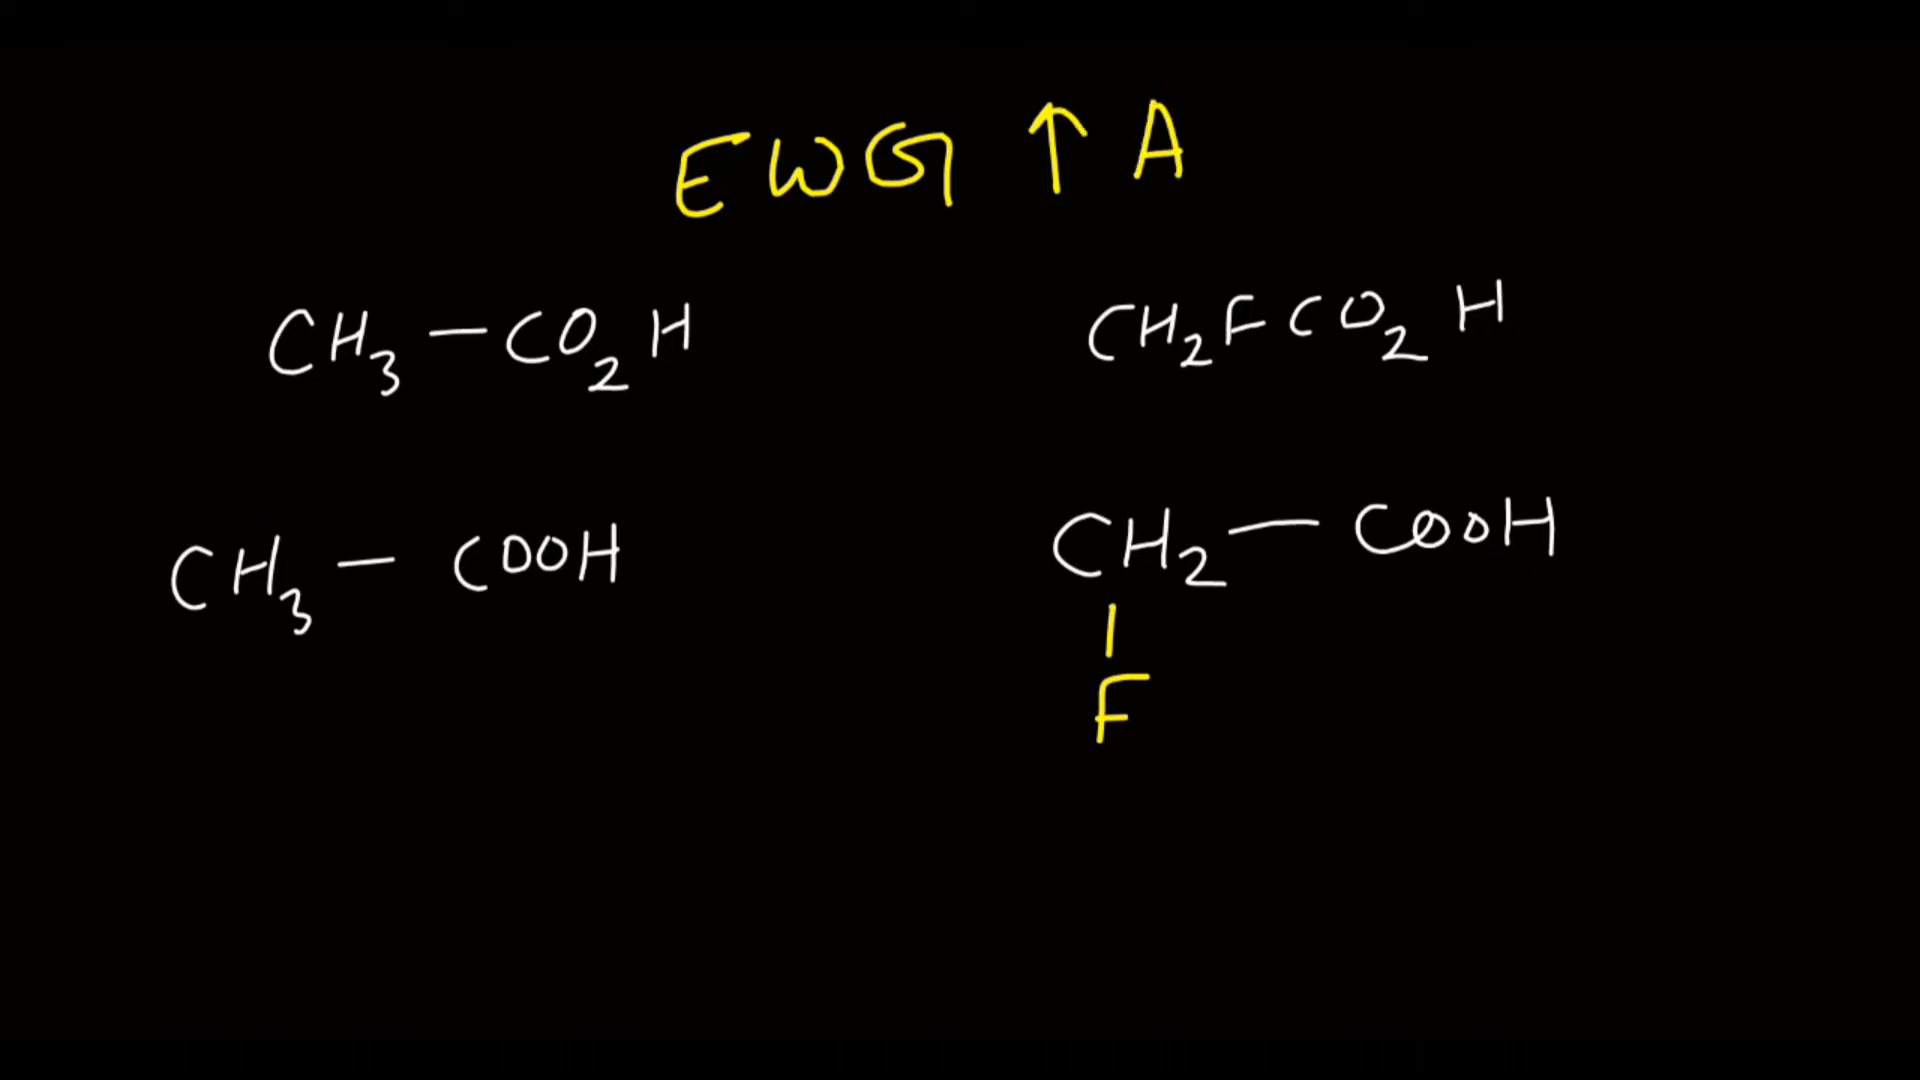 EWG ↑ A
CH₃ — CO₂H CH₂FCO₂H
CH₃ — COOH CH₂ — COOH
|
F